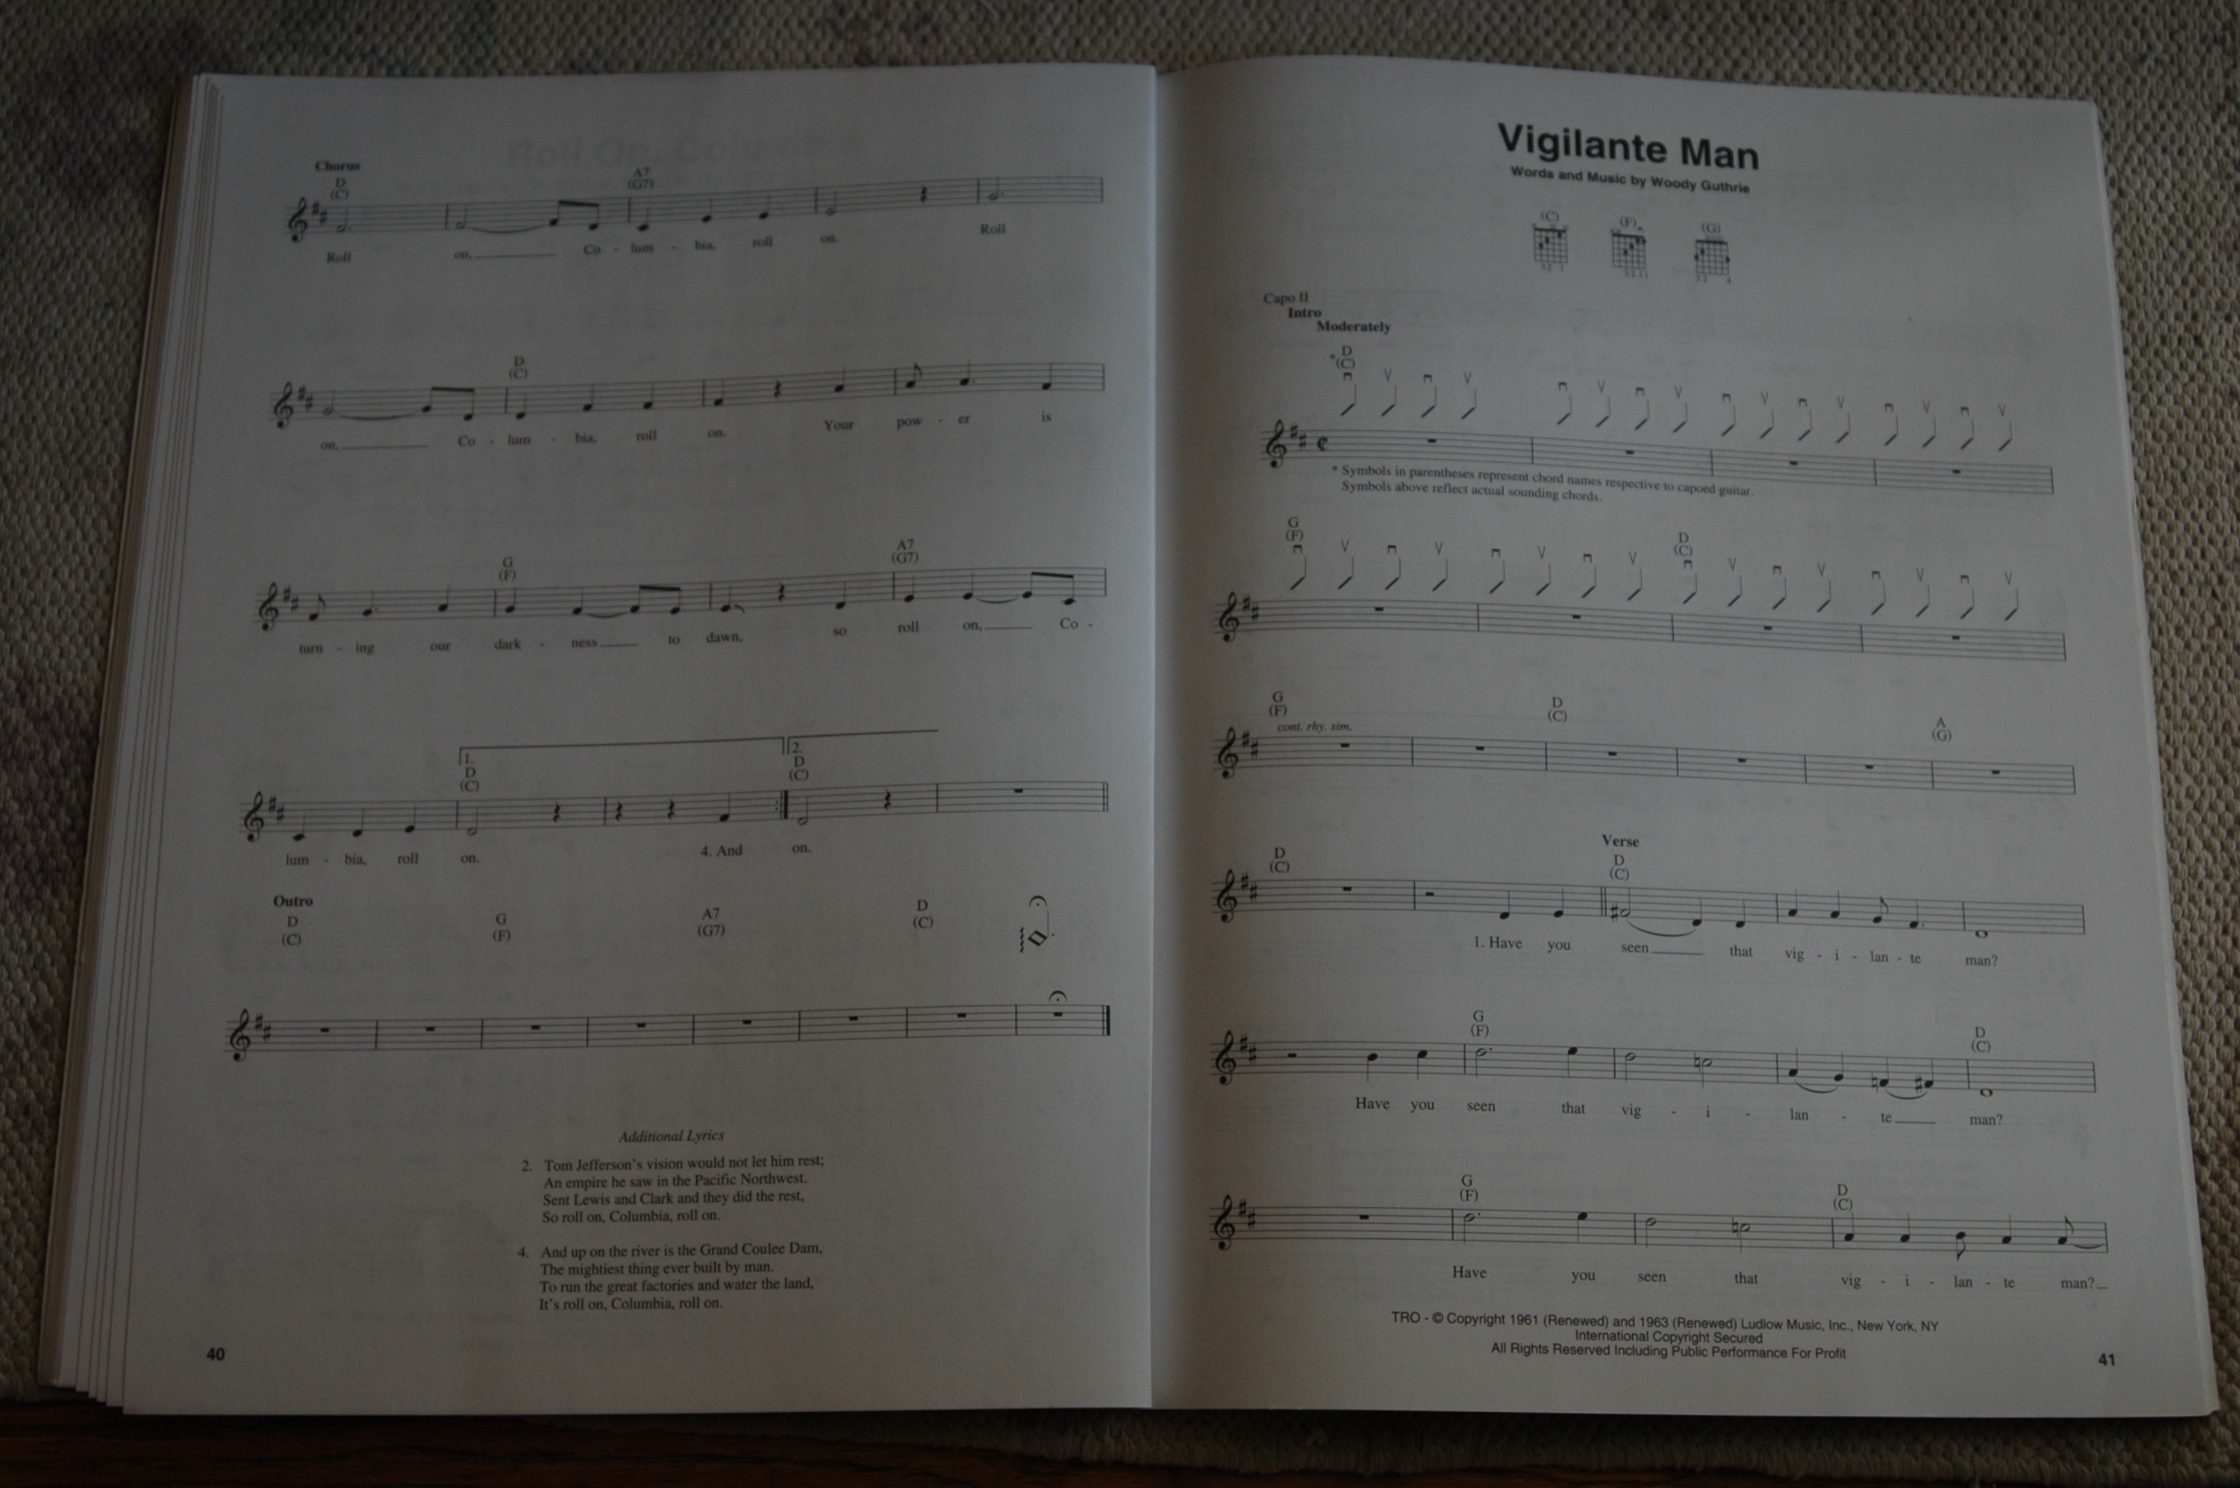 Chorus
D
(C)
A7
(G7)
Roll on, Co - lum - bia, roll on. Roll
D
(C)
on, Co - lum - bia, roll on. Your pow - er is
G
(F)
A7
(G7)
turn - ing our dark - ness to dawn, so roll on, Co -
1.
D
(C)
2.
D
(C)
lum - bia, roll on. 4. And on.
Outro
D
(C)
G
(F)
A7
(G7)
D
(C)
Additional Lyrics
2. Tom Jefferson's vision would not let him rest;
An empire he saw in the Pacific Northwest.
Sent Lewis and Clark and they did the rest,
So roll on, Columbia, roll on.
4. And up on the river is the Grand Coulee Dam,
The mightiest thing ever built by man.
To run the great factories and water the land,
It's roll on, Columbia, roll on.
40
Vigilante Man
Words and Music by Woody Guthrie
(C) (F) (G)
Capo II
Intro
Moderately
D
*(C)
* Symbols in parentheses represent chord names respective to capoed guitar.
Symbols above reflect actual sounding chords.
G
(F)
D
(C)
G
(F)
cont. rhy. sim.
D
(C)
A
(G)
D
(C)
Verse
D
(C)
1. Have you seen that vig - i - lan - te man?
G
(F)
D
(C)
Have you seen that vig - i - lan - te man?
G
(F)
D
(C)
Have you seen that vig - i - lan - te man?
TRO - © Copyright 1961 (Renewed) and 1963 (Renewed) Ludlow Music, Inc., New York, NY
International Copyright Secured
All Rights Reserved Including Public Performance For Profit
41